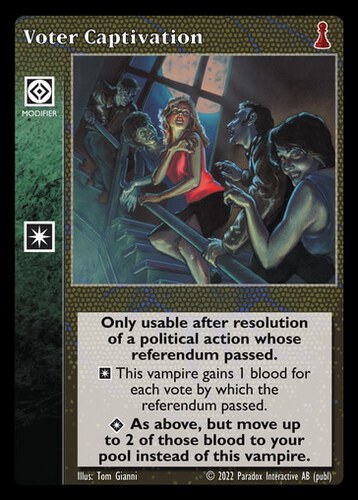 Voter Captivation
MODIFIER
Only usable after resolution
of a political action whose
referendum passed.
This vampire gains 1 blood for
each vote by which the
referendum passed.
As above, but move up
to 2 of those blood to your
pool instead of this vampire.
Illus: Tom Gianni © 2022 Paradox Interactive AB (publ)